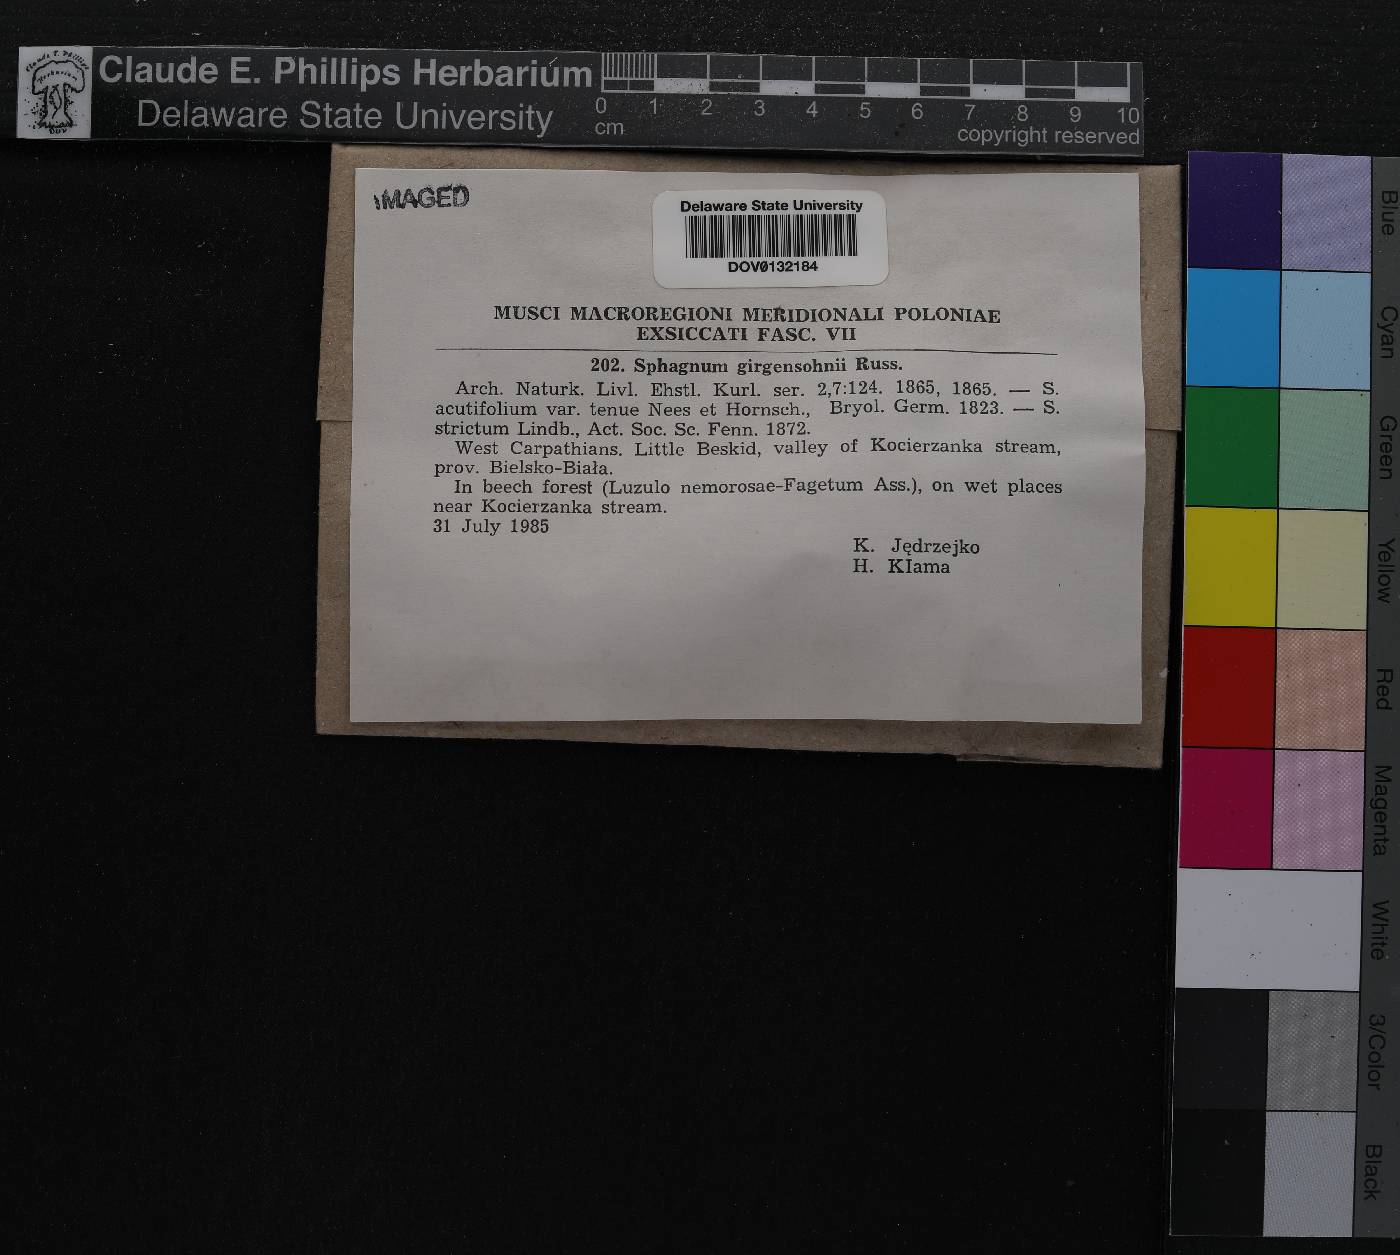 Claude E. Phillips Herbarium
Delaware State University
0 1 2 3 4 5 6 7 8 9 10
cm
copyright reserved
IMAGED
Delaware State University
DOV0132184
MUSCI MACROREGIONI MERIDIONALI POLONIAE
EXSICCATI FASC. VII
202. Sphagnum girgensohnii Russ.
Arch. Naturk. Livl. Ehstl. Kurl. ser. 2,7:124. 1865, 1865. — S.
acutifolium var. tenue Nees et Hornsch., Bryol. Germ. 1823. — S.
strictum Lindb., Act. Soc. Sc. Fenn. 1872.
West Carpathians. Little Beskid, valley of Kocierzanka stream,
prov. Bielsko-Biała.
In beech forest (Luzulo nemorosae-Fagetum Ass.), on wet places
near Kocierzanka stream.
31 July 1985
K. Jędrzejko
H. Klama
Blue
Cyan
Green
Yellow
Red
Magenta
White
3/Color
Black